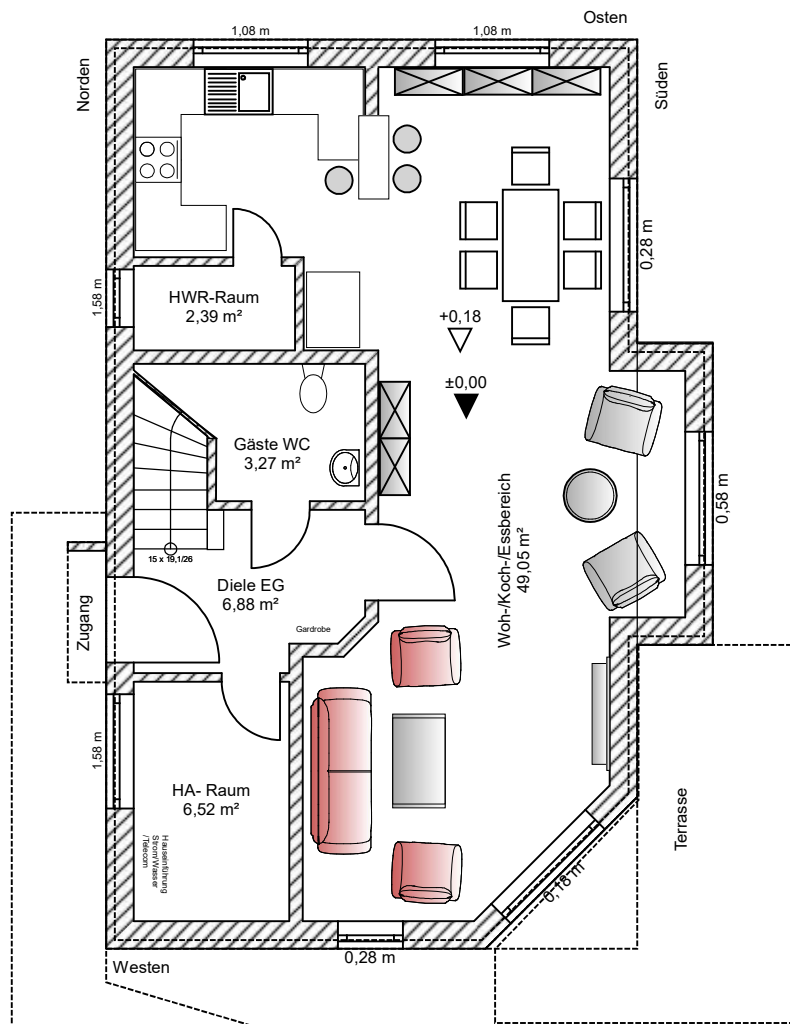 Osten
1,08 m
1,08 m
Norden
Süden
0,28 m
1,58 m
HWR-Raum
2,39 m²
+0,18
±0,00
Gäste WC
3,27 m²
Woh-/Koch-/Essbereich
49,05 m²
0,58 m
15 x 19,1/26
Diele EG
6,88 m²
Zugang
Gardrobe
1,58 m
HA- Raum
6,52 m²
Hauseinführung
Strom/Wasser
/Telecom
Terrasse
0,18 m
0,28 m
Westen